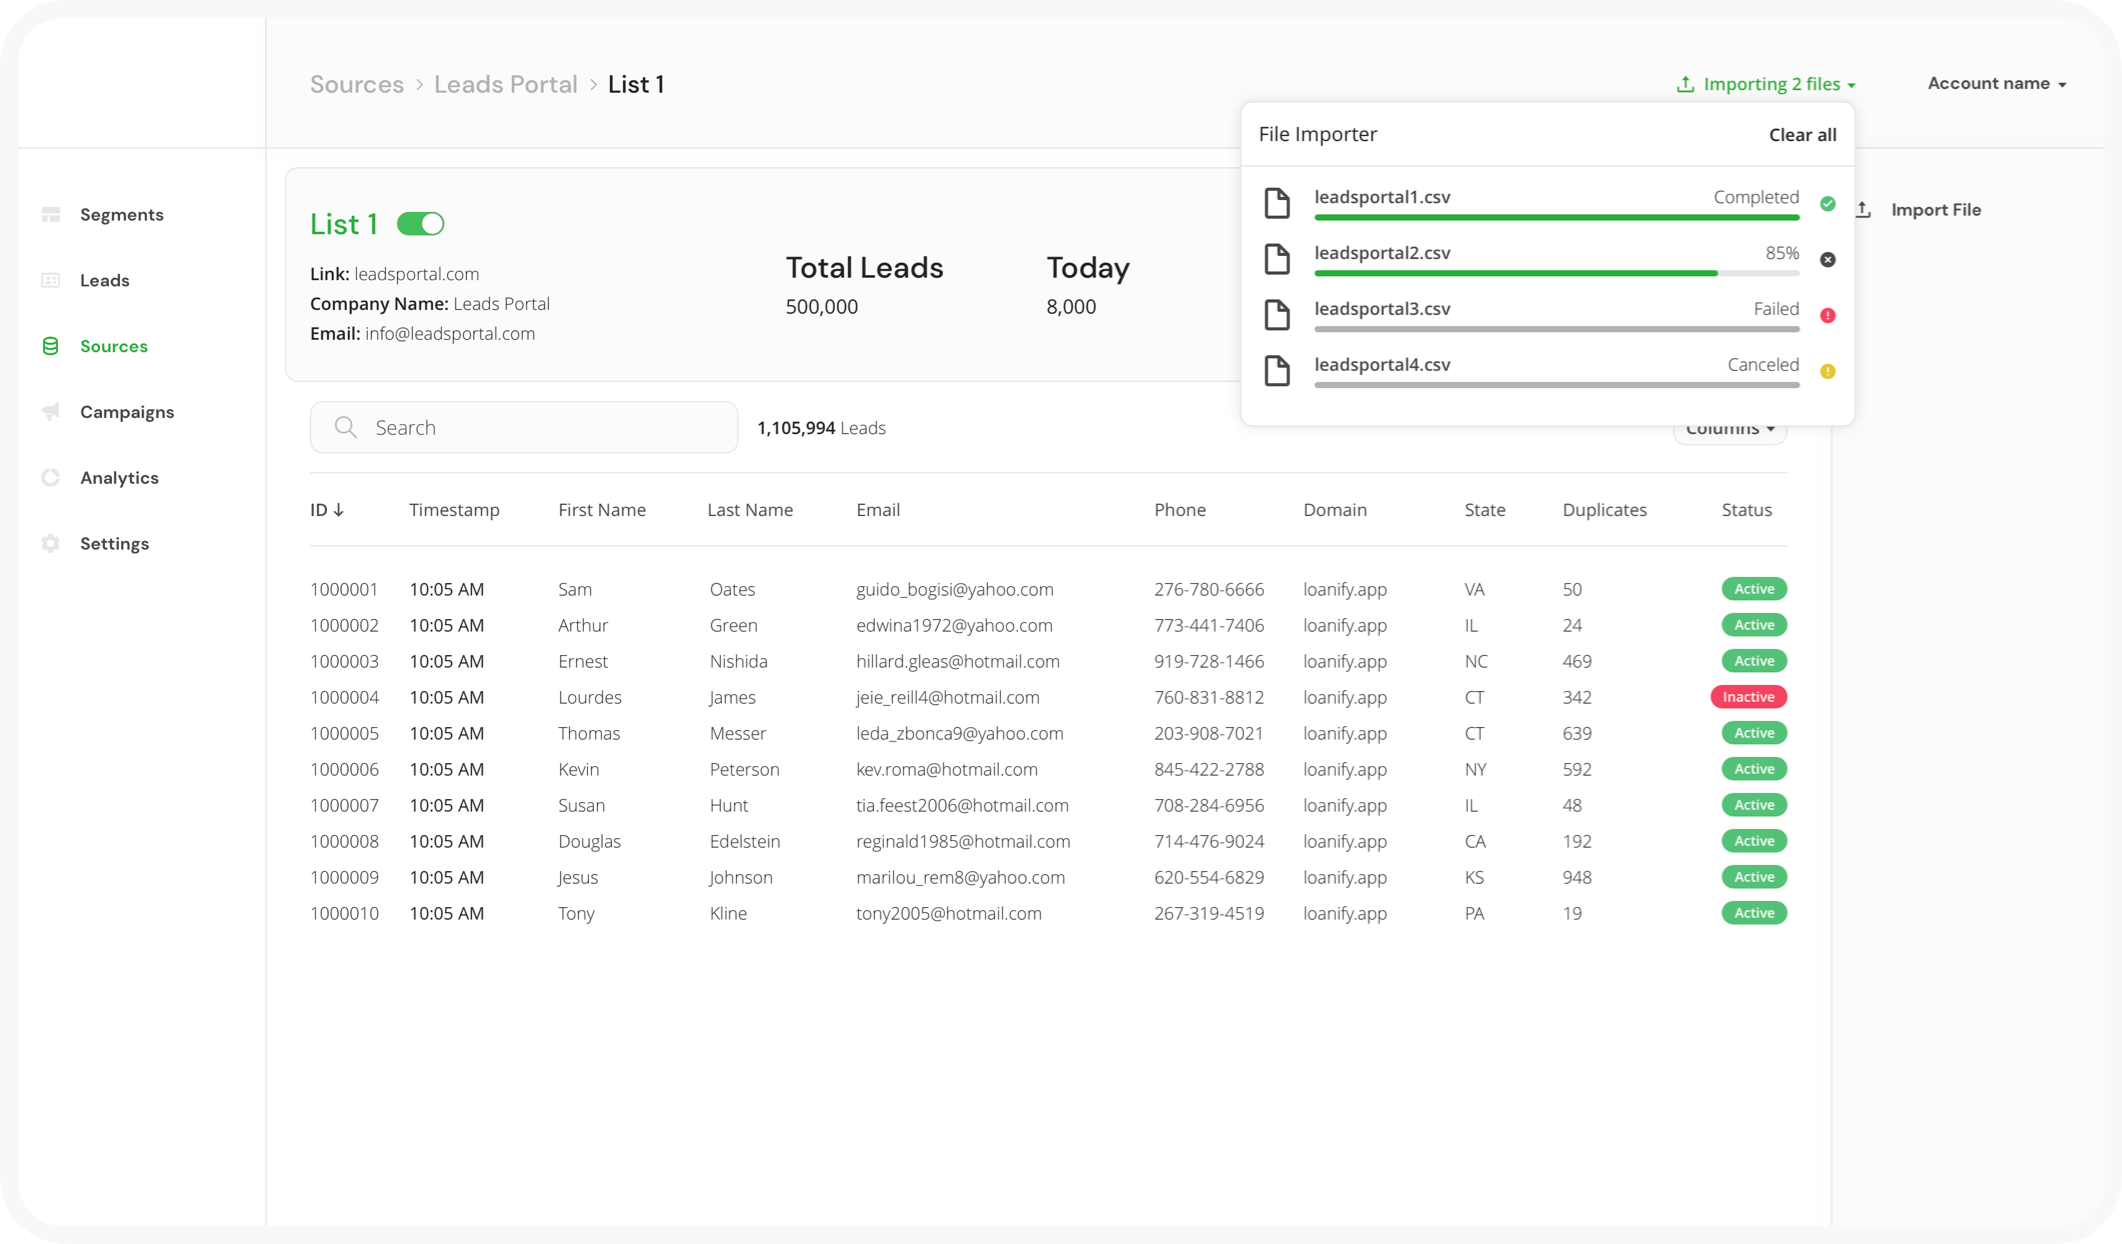 Sources > Leads Portal > List 1
Importing 2 files
Account name
File Importer
Clear all
leadsportal1.csv Completed
leadsportal2.csv 85%
leadsportal3.csv Failed
leadsportal4.csv Canceled
Import File
Segments
Leads
Sources
Campaigns
Analytics
Settings
List 1
Link: leadsportal.com
Company Name: Leads Portal
Email: info@leadsportal.com
Total Leads
500,000
Today
8,000
Search
1,105,994 Leads
Columns
ID ↓ Timestamp First Name Last Name Email Phone Domain State Duplicates Status
1000001 10:05 AM Sam Oates guido_bogisi@yahoo.com 276-780-6666 loanify.app VA 50 Active
1000002 10:05 AM Arthur Green edwina1972@yahoo.com 773-441-7406 loanify.app IL 24 Active
1000003 10:05 AM Ernest Nishida hillard.gleas@hotmail.com 919-728-1466 loanify.app NC 469 Active
1000004 10:05 AM Lourdes James jeie_reill4@hotmail.com 760-831-8812 loanify.app CT 342 Inactive
1000005 10:05 AM Thomas Messer leda_zbonca9@yahoo.com 203-908-7021 loanify.app CT 639 Active
1000006 10:05 AM Kevin Peterson kev.roma@hotmail.com 845-422-2788 loanify.app NY 592 Active
1000007 10:05 AM Susan Hunt tia.feest2006@hotmail.com 708-284-6956 loanify.app IL 48 Active
1000008 10:05 AM Douglas Edelstein reginald1985@hotmail.com 714-476-9024 loanify.app CA 192 Active
1000009 10:05 AM Jesus Johnson marilou_rem8@yahoo.com 620-554-6829 loanify.app KS 948 Active
1000010 10:05 AM Tony Kline tony2005@hotmail.com 267-319-4519 loanify.app PA 19 Active